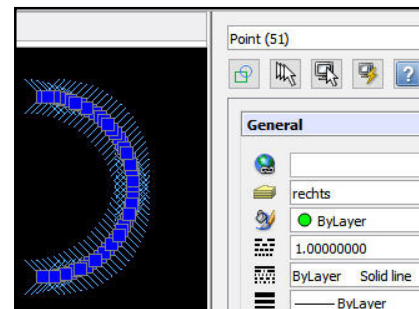 Point (51)
?
General
rechts
ByLayer
1.00000000
ByLayer Solid line
ByLayer